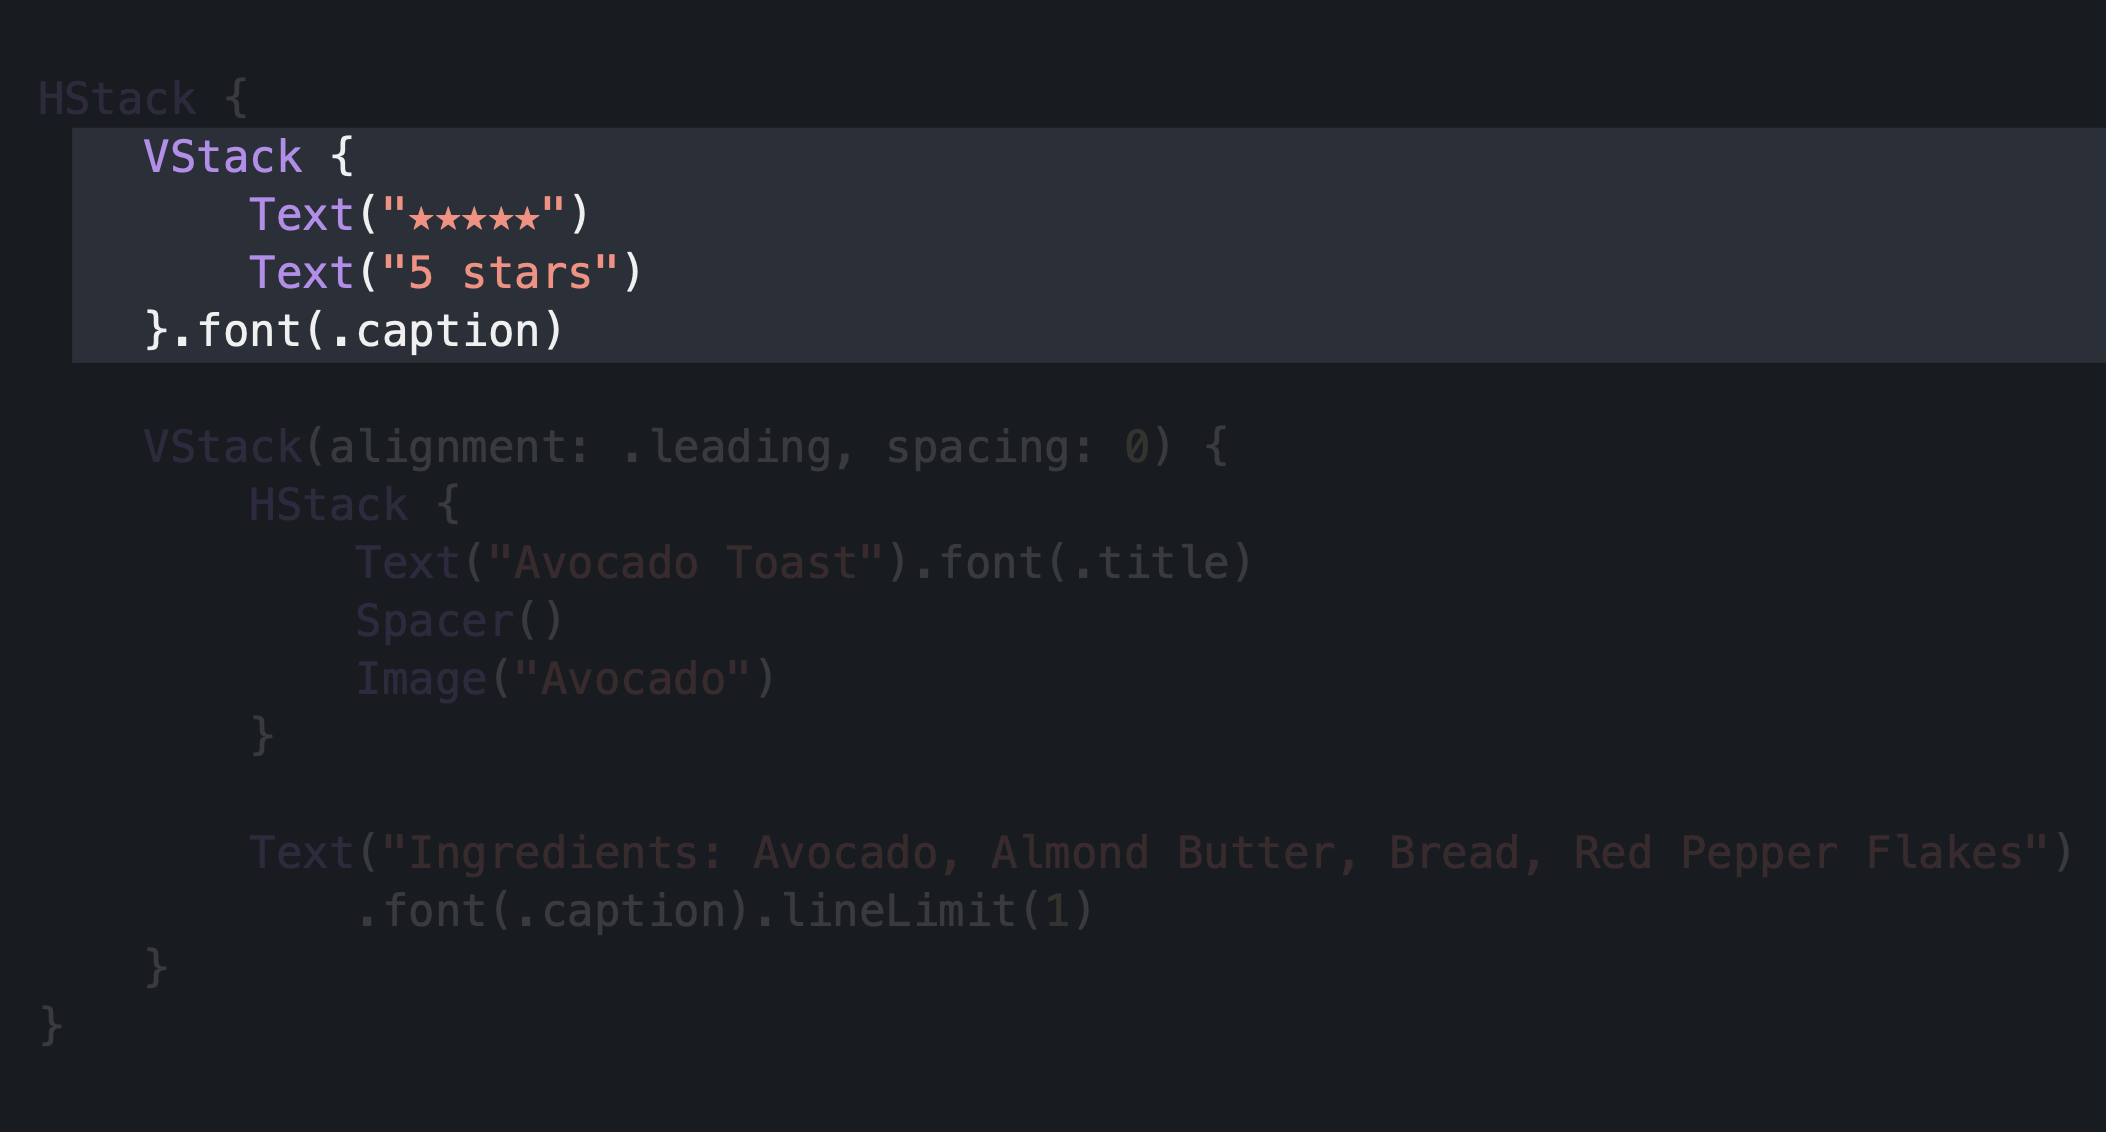 HStack {
    VStack {
        Text("★★★★★")
        Text("5 stars")
    }.font(.caption)

    VStack(alignment: .leading, spacing: 0) {
        HStack {
            Text("Avocado Toast").font(.title)
            Spacer()
            Image("Avocado")
        }

        Text("Ingredients: Avocado, Almond Butter, Bread, Red Pepper Flakes")
            .font(.caption).lineLimit(1)
    }
}